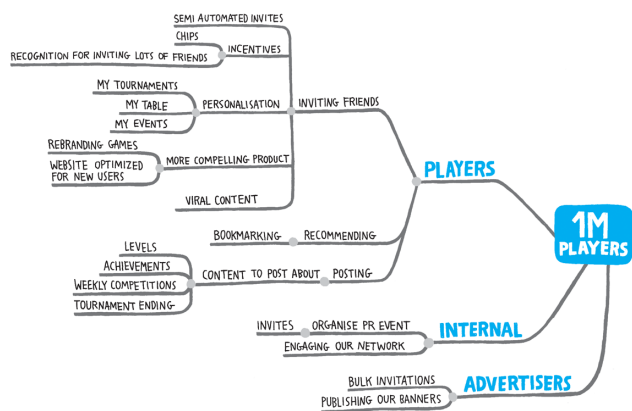 SEMI AUTOMATED INVITES
CHIPS
RECOGNITION FOR INVITING LOTS OF FRIENDS
INCENTIVES
MY TOURNAMENTS
MY TABLE
MY EVENTS
PERSONALISATION
INVITING FRIENDS
REBRANDING GAMES
WEBSITE OPTIMIZED
FOR NEW USERS
MORE COMPELLING PRODUCT
VIRAL CONTENT
PLAYERS
1M
PLAYERS
BOOKMARKING
RECOMMENDING
LEVELS
ACHIEVEMENTS
WEEKLY COMPETITIONS
TOURNAMENT ENDING
CONTENT TO POST ABOUT
POSTING
INVITES
ORGANISE PR EVENT
ENGAGING OUR NETWORK
INTERNAL
BULK INVITATIONS
PUBLISHING OUR BANNERS
ADVERTISERS